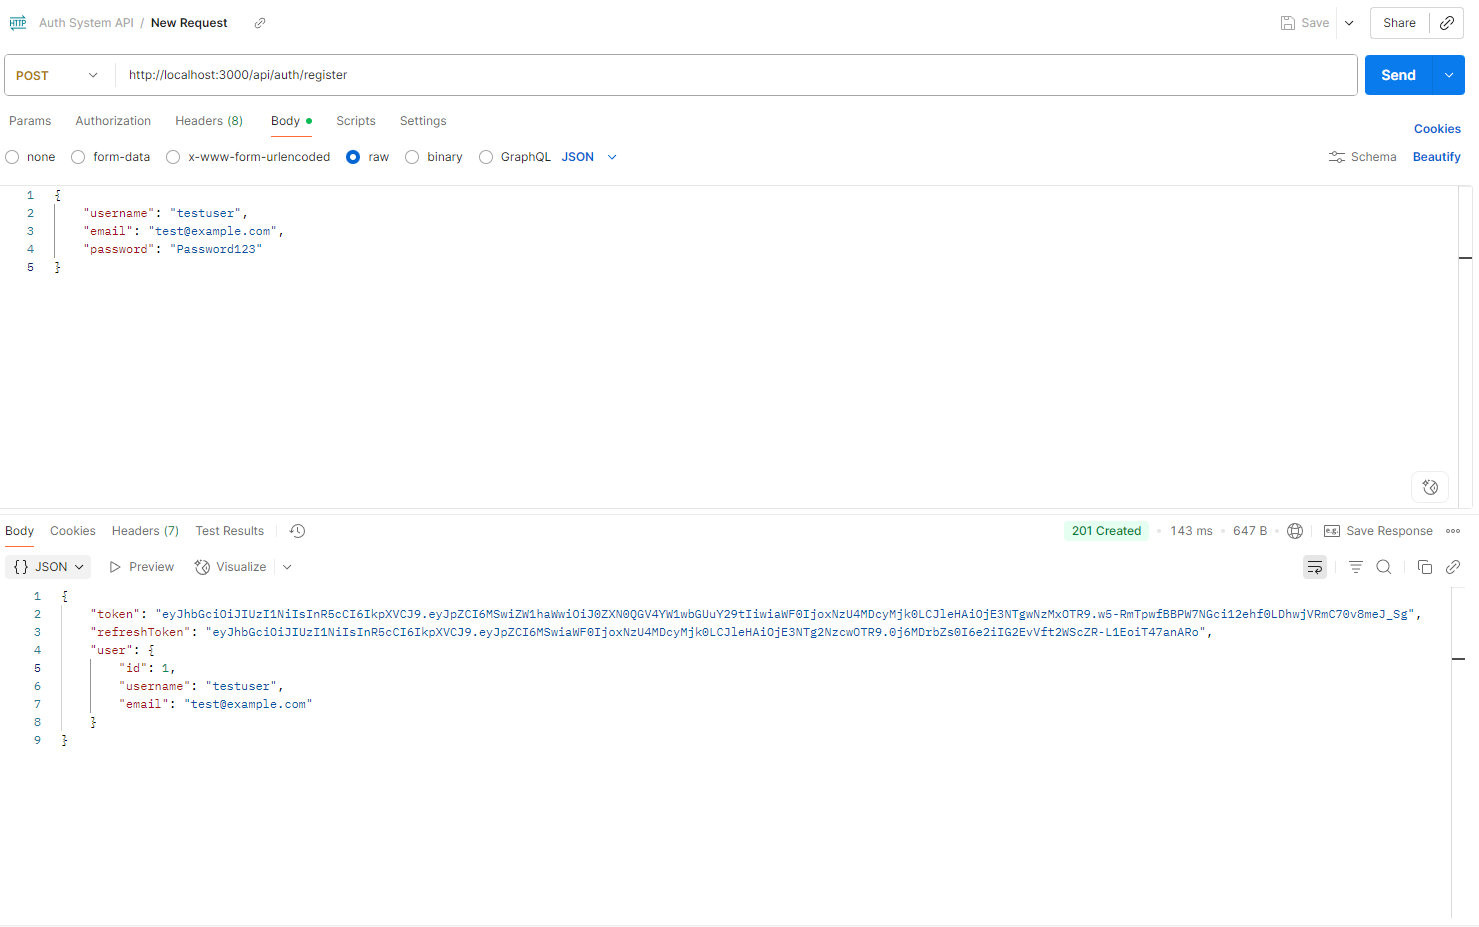 HTTP Auth System API / New Request
Save Share
POST http://localhost:3000/api/auth/register Send
Params Authorization Headers (8) Body Scripts Settings Cookies
none form-data x-www-form-urlencoded raw binary GraphQL JSON Schema Beautify
1 {
2 "username": "testuser",
3 "email": "test@example.com",
4 "password": "Password123"
5 }
Body Cookies Headers (7) Test Results 201 Created • 143 ms • 647 B • e.g. Save Response
{} JSON Preview Visualize
1 {
2 "token": "eyJhbGciOiJIUzI1NiIsInR5cCI6IkpXVCJ9.eyJpZCI6MSwiZW1haWwiOiJ0ZXN0QGV4YW1wbGUuY29tIiwiaWF0IjoxNzU4MDcyMjk0LCJleHAiOjE3NTgwNzMxOTR9.w5-RmTpwfBBPW7NGci12ehf0LDhwjVRmC70v8meJ_Sg",
3 "refreshToken": "eyJhbGciOiJIUzI1NiIsInR5cCI6IkpXVCJ9.eyJpZCI6MSwiaWF0IjoxNzU4MDcyMjk0LCJleHAiOjE3NTg2NzcwOTR9.0j6MDrbZs0I6e2iIG2EvVft2WScZR-L1EoiT47anARo",
4 "user": {
5 "id": 1,
6 "username": "testuser",
7 "email": "test@example.com"
8 }
9 }